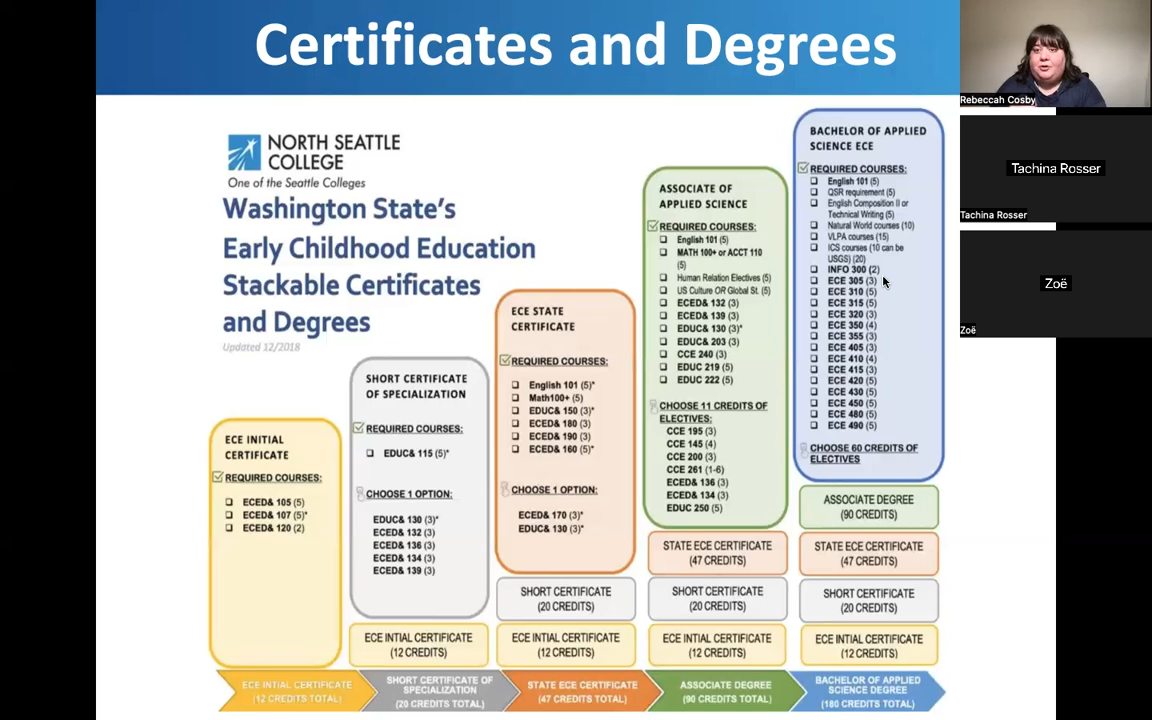 Certificates and Degrees
NORTH SEATTLE
COLLEGE
One of the Seattle Colleges
Washington State's
Early Childhood Education
Stackable Certificates
and Degrees
Updated 12/2018
ECE INITIAL
CERTIFICATE
REQUIRED COURSES:
ECED& 105 (5)
ECED& 107 (5)*
ECED& 120 (2)
SHORT CERTIFICATE
OF SPECIALIZATION
REQUIRED COURSES:
EDUC& 115 (5)*
CHOOSE 1 OPTION:
EDUC& 130 (3)*
ECED& 132 (3)
ECED& 136 (3)
ECED& 134 (3)
ECED& 139 (3)
ECE INTIAL CERTIFICATE
(12 CREDITS)
ECE STATE
CERTIFICATE
REQUIRED COURSES:
English 101 (5)*
Math100+ (5)
EDUC& 150 (3)*
ECED& 180 (3)
ECED& 190 (3)
ECED& 160 (5)*
CHOOSE 1 OPTION:
ECED& 170 (3)*
EDUC& 130 (3)*
SHORT CERTIFICATE
(20 CREDITS)
ECE INTIAL CERTIFICATE
(12 CREDITS)
ASSOCIATE OF
APPLIED SCIENCE
REQUIRED COURSES:
English 101 (5)
MATH 100+ or ACCT 110
(5)
Human Relation Electives (5)
US Culture OR Global St. (5)
ECED& 132 (3)
ECED& 139 (3)
EDUC& 130 (3)*
EDUC& 203 (3)
CCE 240 (3)
EDUC 219 (5)
EDUC 222 (5)
CHOOSE 11 CREDITS OF
ELECTIVES:
CCE 195 (3)
CCE 145 (4)
CCE 200 (3)
CCE 261 (1-6)
ECED& 136 (3)
ECED& 134 (3)
EDUC 250 (5)
STATE ECE CERTIFICATE
(47 CREDITS)
SHORT CERTIFICATE
(20 CREDITS)
ECE INTIAL CERTIFICATE
(12 CREDITS)
BACHELOR OF APPLIED
SCIENCE ECE
REQUIRED COURSES:
English 101 (5)
QSR requirement (5)
English Composition II or
Technical Writing (5)
Natural World courses (10)
VLPA courses (15)
ICS courses (10 can be
USGS) (20)
INFO 300 (2)
ECE 305 (3)
ECE 310 (5)
ECE 315 (5)
ECE 320 (3)
ECE 350 (4)
ECE 355 (3)
ECE 405 (3)
ECE 410 (4)
ECE 415 (3)
ECE 420 (5)
ECE 430 (5)
ECE 450 (5)
ECE 480 (5)
ECE 490 (5)
CHOOSE 60 CREDITS OF
ELECTIVES
ASSOCIATE DEGREE
(90 CREDITS)
STATE ECE CERTIFICATE
(47 CREDITS)
SHORT CERTIFICATE
(20 CREDITS)
ECE INTIAL CERTIFICATE
(12 CREDITS)
ECE INTIAL CERTIFICATE
(12 CREDITS TOTAL)
SHORT CERTIFICATE OF
SPECIALIZATION
(20 CREDITS TOTAL)
STATE ECE CERTIFICATE
(47 CREDITS TOTAL)
ASSOCIATE DEGREE
(90 CREDITS TOTAL)
BACHELOR OF APPLIED
SCIENCE DEGREE
(180 CREDITS TOTAL)
Rebeccah Cosby
Tachina Rosser
Tachina Rosser
Zoë
Zoë